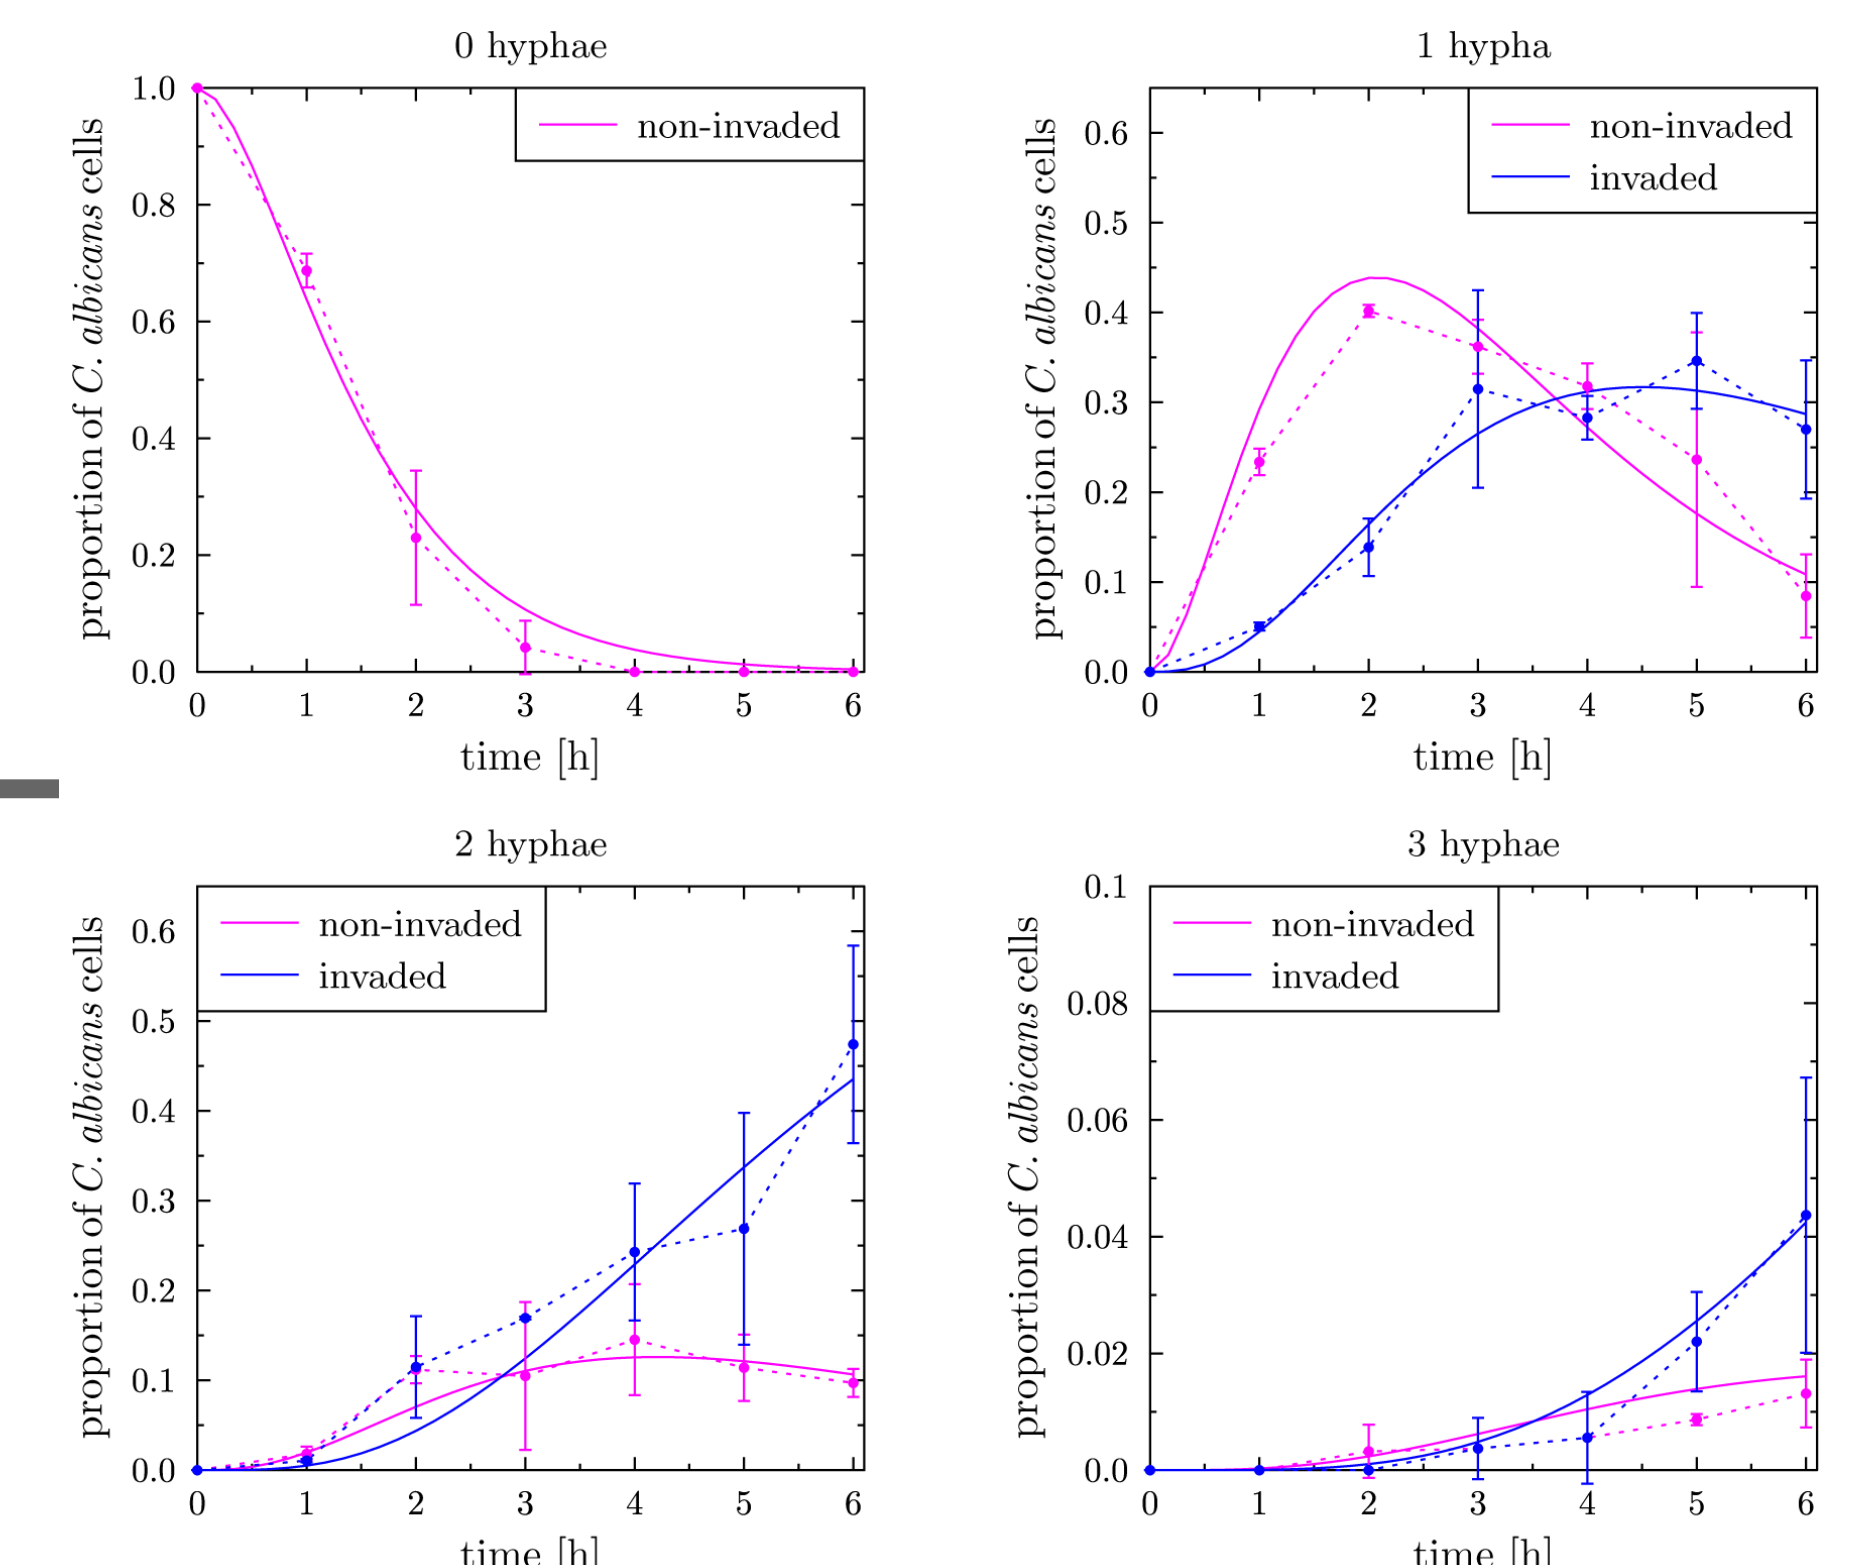 0 hyphae
non-invaded
1.0
0.8
0.6
0.4
0.2
0.0
proportion of C. albicans cells
0 1 2 3 4 5 6
time [h]
1 hypha
non-invaded
invaded
0.6
0.5
0.4
0.3
0.2
0.1
0.0
proportion of C. albicans cells
0 1 2 3 4 5 6
time [h]
2 hyphae
non-invaded
invaded
0.6
0.5
0.4
0.3
0.2
0.1
0.0
proportion of C. albicans cells
0 1 2 3 4 5 6
time [h]
3 hyphae
non-invaded
invaded
0.1
0.08
0.06
0.04
0.02
0.0
proportion of C. albicans cells
0 1 2 3 4 5 6
time [h]